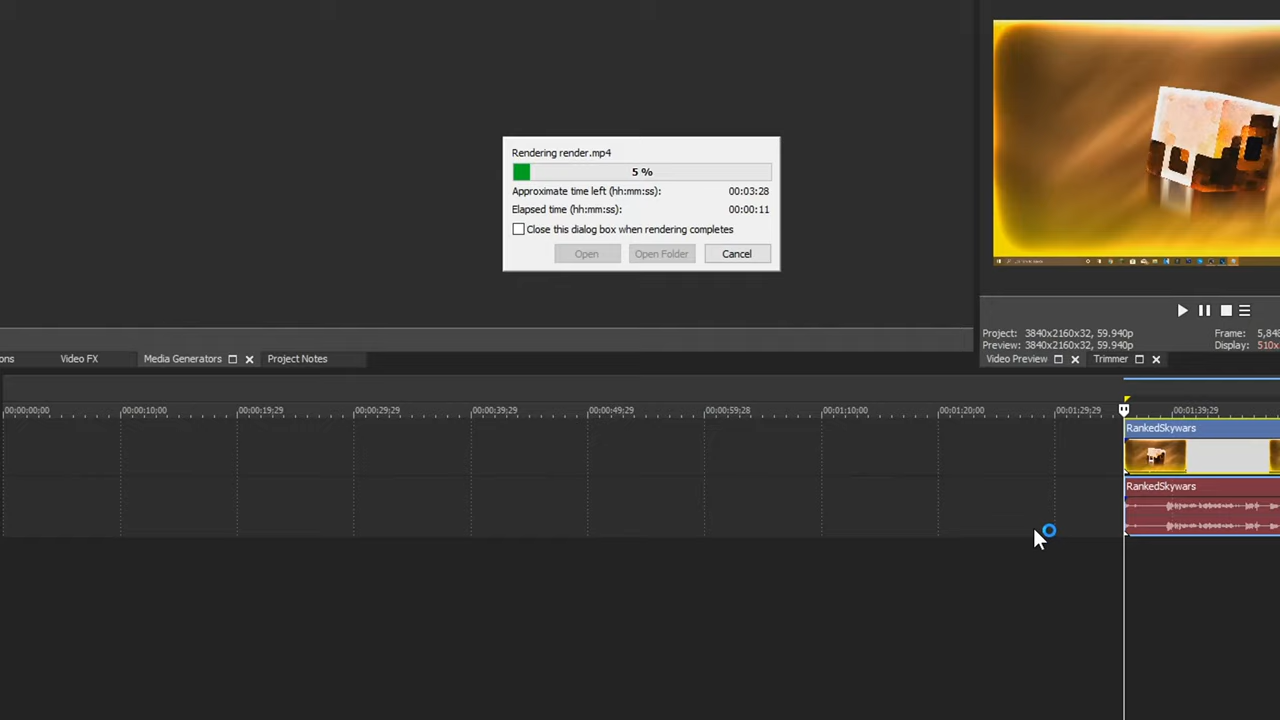 Rendering render.mp4
5 %
Approximate time left (hh:mm:ss): 00:03:28
Elapsed time (hh:mm:ss): 00:00:11
Close this dialog box when rendering completes
Open Open Folder Cancel
Project: 3840x2160x32, 59.940p Frame: 5,84
Preview: 3840x2160x32, 59.940p Display: 510x
ons Video FX Media Generators Project Notes Video Preview Trimmer
00:00:00;00 00:00:10;00 00:00:19;29 00:00:29;29 00:00:39;29 00:00:49;29 00:00:59;28 00:01:10;00 00:01:20;00 00:01:29;29 00:01:39;29
RankedSkywars
RankedSkywars